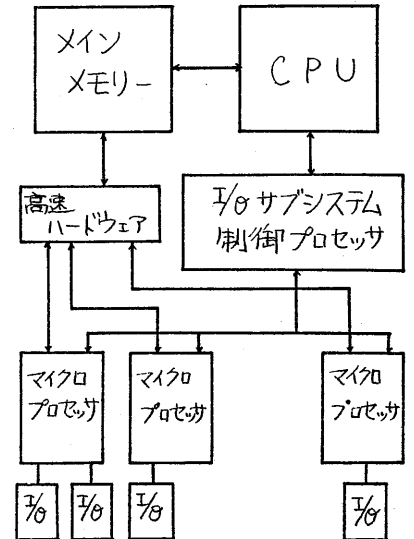 メイン
メモリー
CPU
高速
ハードウェア
I/O サブシステム
制御プロセッサ
マイクロ
プロセッサ
マイクロ
プロセッサ
マイクロ
プロセッサ
I/O
I/O
I/O
I/O